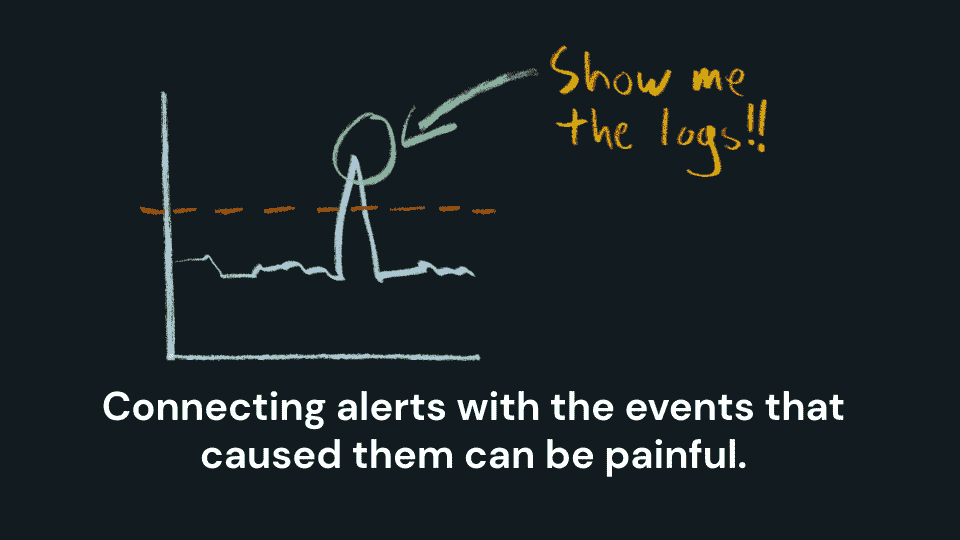 Show me
the logs!!
Connecting alerts with the events that
caused them can be painful.